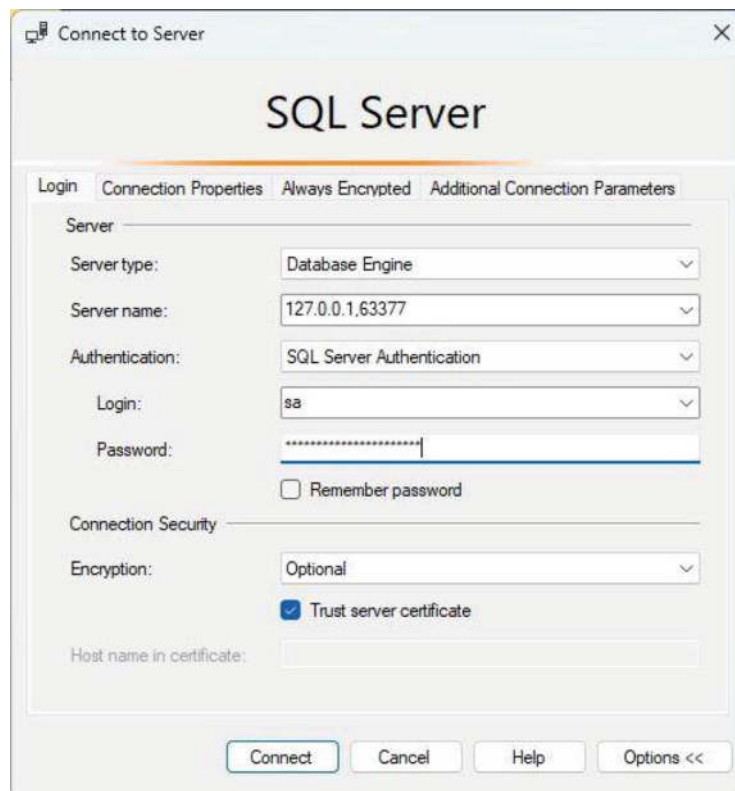 Connect to Server
SQL Server
Login Connection Properties Always Encrypted Additional Connection Parameters
Server
Server type: Database Engine
Server name: 127.0.0.1,63377
Authentication: SQL Server Authentication
Login: sa
Password: **********************
Remember password
Connection Security
Encryption: Optional
Trust server certificate
Host name in certificate:
Connect Cancel Help Options <<